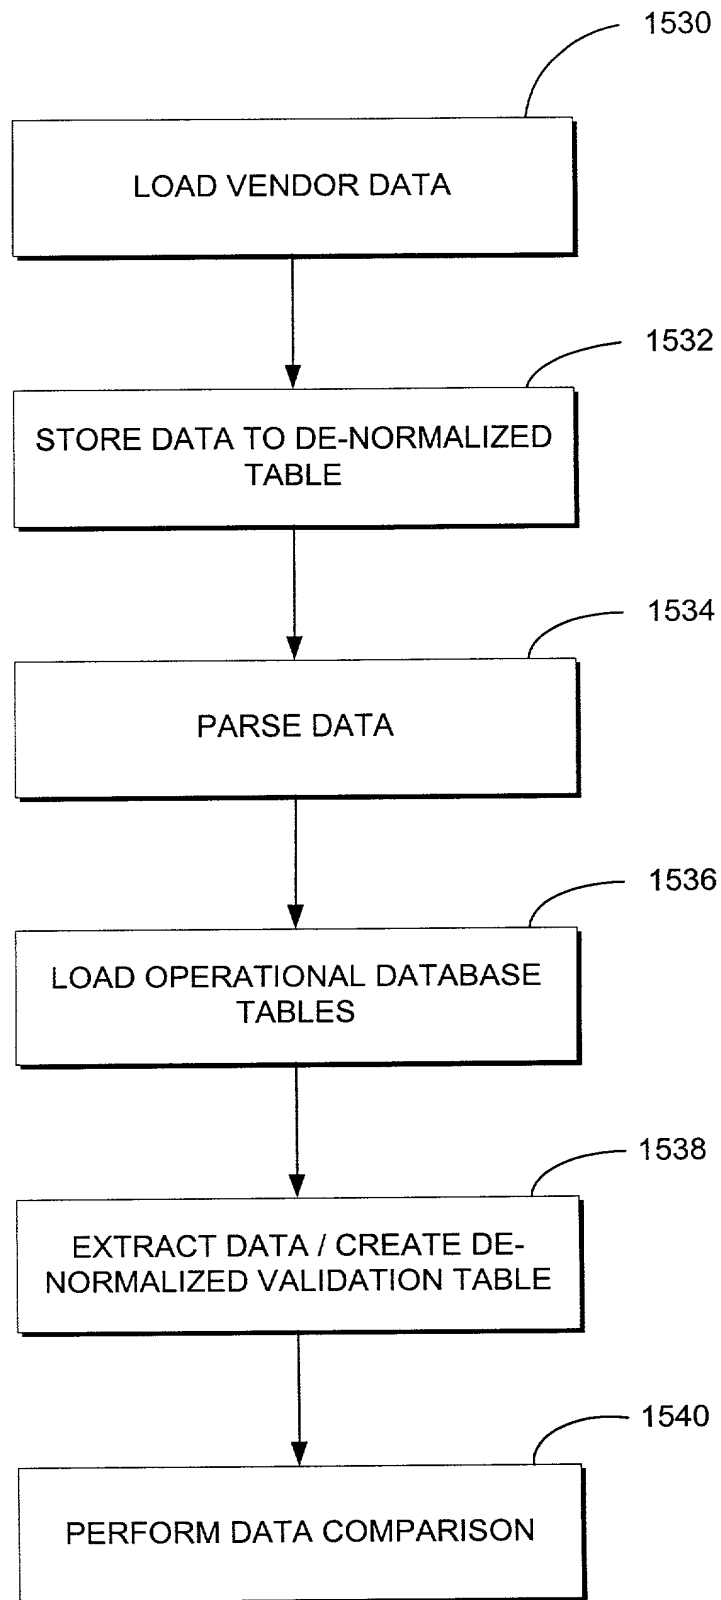 1530
LOAD VENDOR DATA
1532
STORE DATA TO DE-NORMALIZED
TABLE
1534
PARSE DATA
1536
LOAD OPERATIONAL DATABASE
TABLES
1538
EXTRACT DATA / CREATE DE-
NORMALIZED VALIDATION TABLE
1540
PERFORM DATA COMPARISON